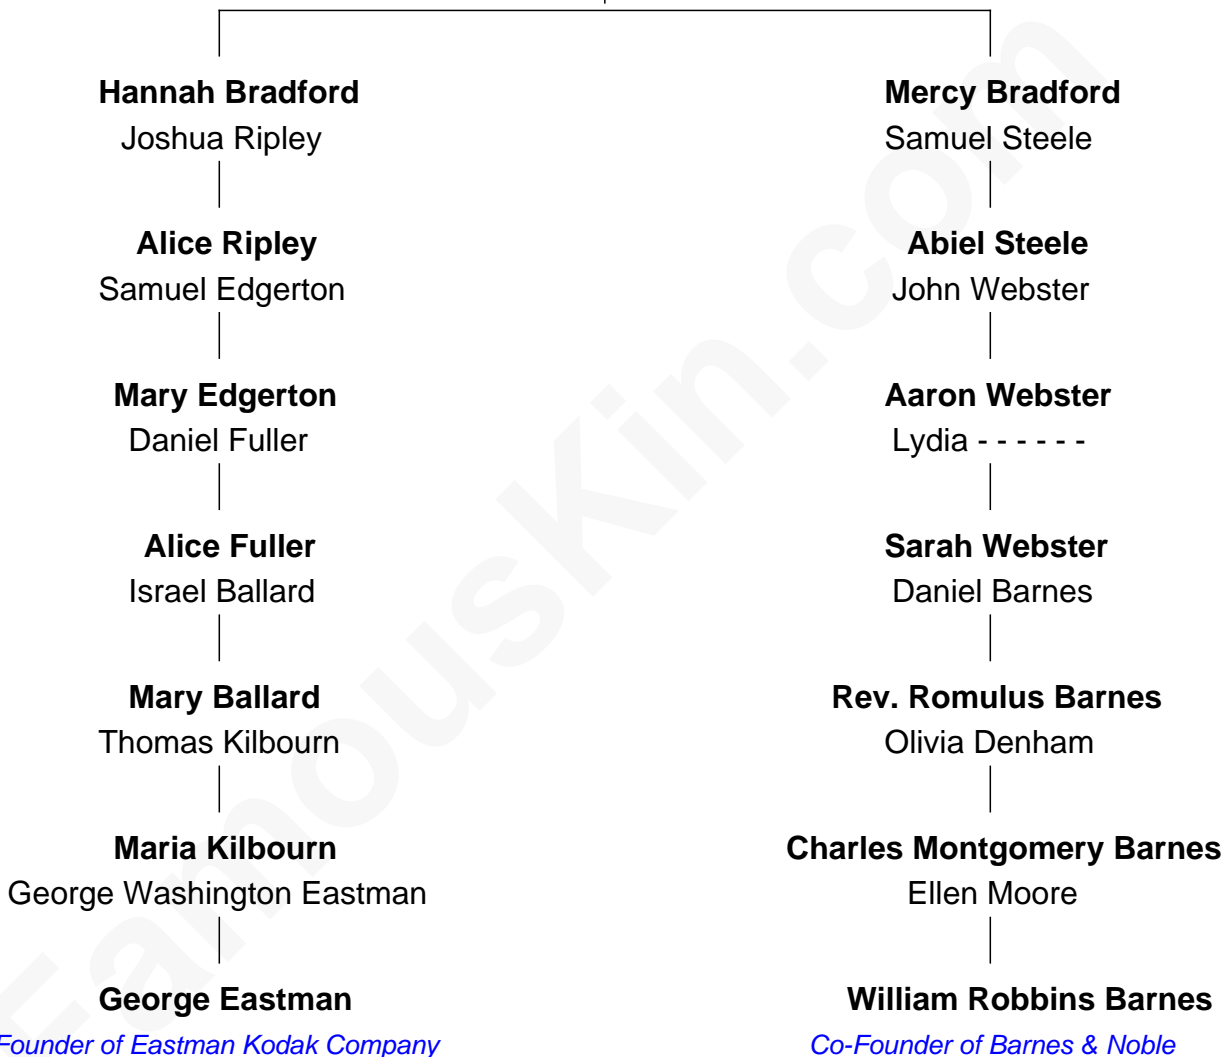 Hannah Bradford
Joshua Ripley
Mercy Bradford
Samuel Steele
Alice Ripley
Samuel Edgerton
Abiel Steele
John Webster
Mary Edgerton
Daniel Fuller
Aaron Webster
Lydia - - - - - -
Alice Fuller
Israel Ballard
Sarah Webster
Daniel Barnes
Mary Ballard
Thomas Kilbourn
Rev. Romulus Barnes
Olivia Denham
Maria Kilbourn
George Washington Eastman
Charles Montgomery Barnes
Ellen Moore
George Eastman
Founder of Eastman Kodak Company
William Robbins Barnes
Co-Founder of Barnes & Noble
FamousKin.com